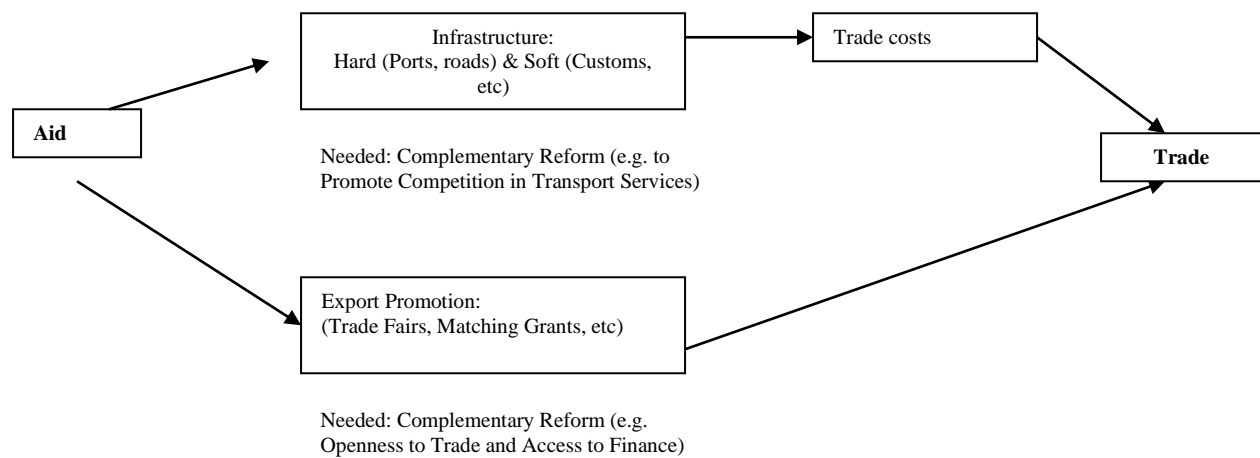 Aid
Infrastructure:
Hard (Ports, roads) & Soft (Customs,
etc)
Trade costs
Needed: Complementary Reform (e.g. to
Promote Competition in Transport Services)
Trade
Export Promotion:
(Trade Fairs, Matching Grants, etc)
Needed: Complementary Reform (e.g.
Openness to Trade and Access to Finance)